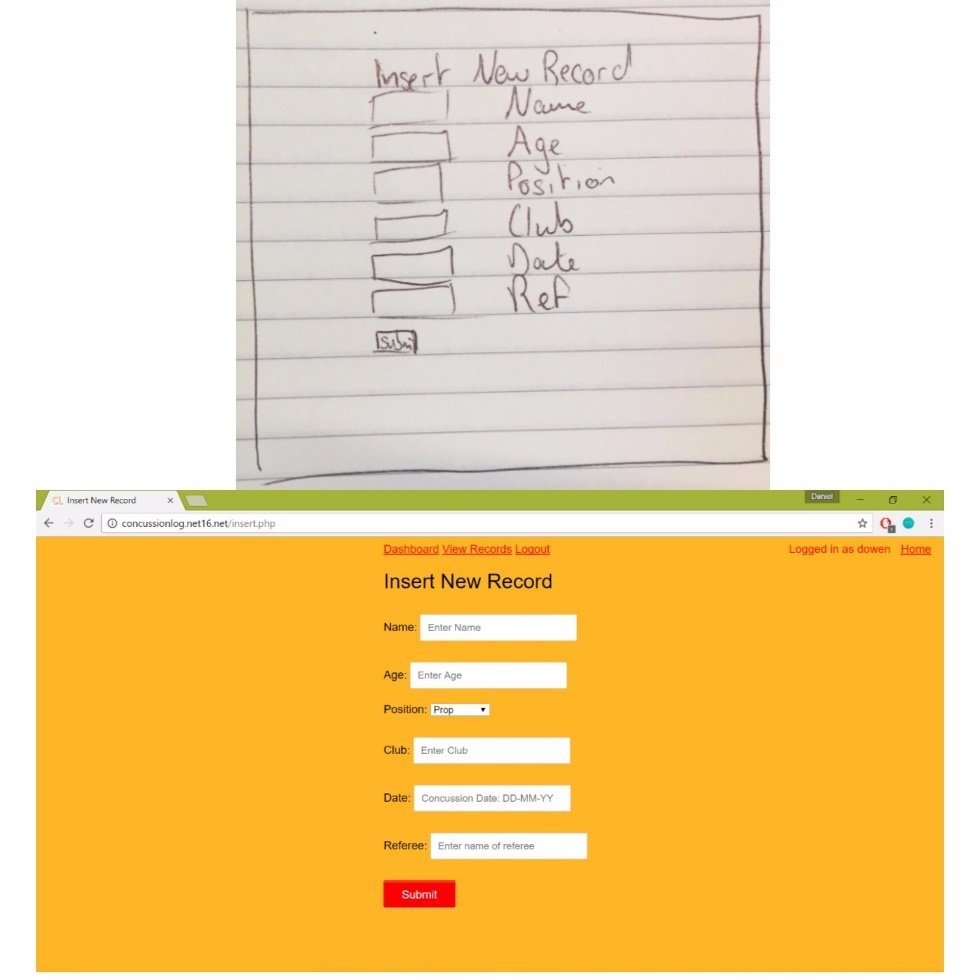 Insert New Record
Name
Age
Position
Club
Date
Ref
Submit
CL Insert New Record
Daniel
concussionlog.net16.net/insert.php
Dashboard View Records Logout Logged in as dowen Home
Insert New Record
Name: Enter Name
Age: Enter Age
Position: Prop
Club: Enter Club
Date: Concussion Date: DD-MM-YY
Referee: Enter name of referee
Submit